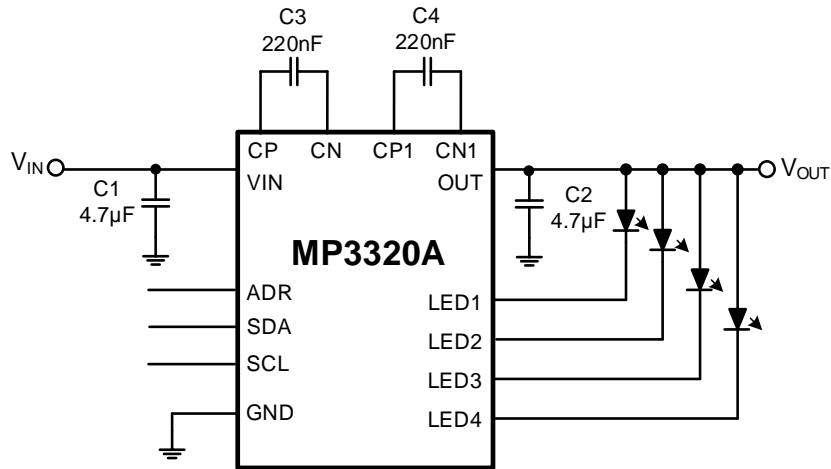 C3
220nF
C4
220nF
CP
CN
CP1
CN1
VIN
C1
4.7µF
VIN
OUT
C2
4.7µF
VOUT
MP3320A
ADR
SDA
SCL
GND
LED1
LED2
LED3
LED4